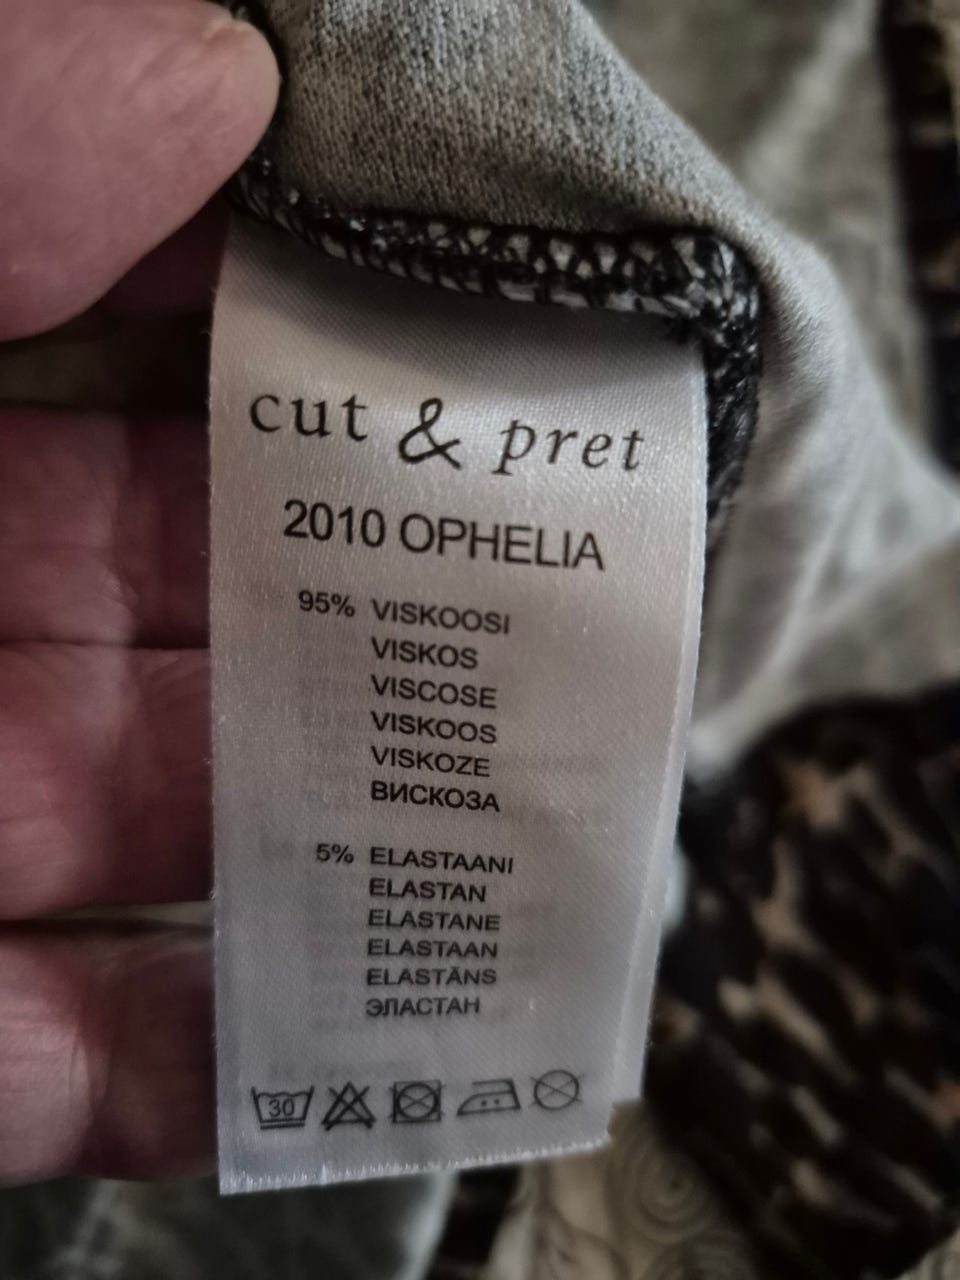 cut & pret
2010 OPHELIA
95% VISKOOSI
VISKOS
VISCOSE
VISKOOS
VISKOZE
ВИСКОЗА
5% ELASTAANI
ELASTAN
ELASTANE
ELASTAAN
ELASTĀNS
ЭЛАСТАН
30